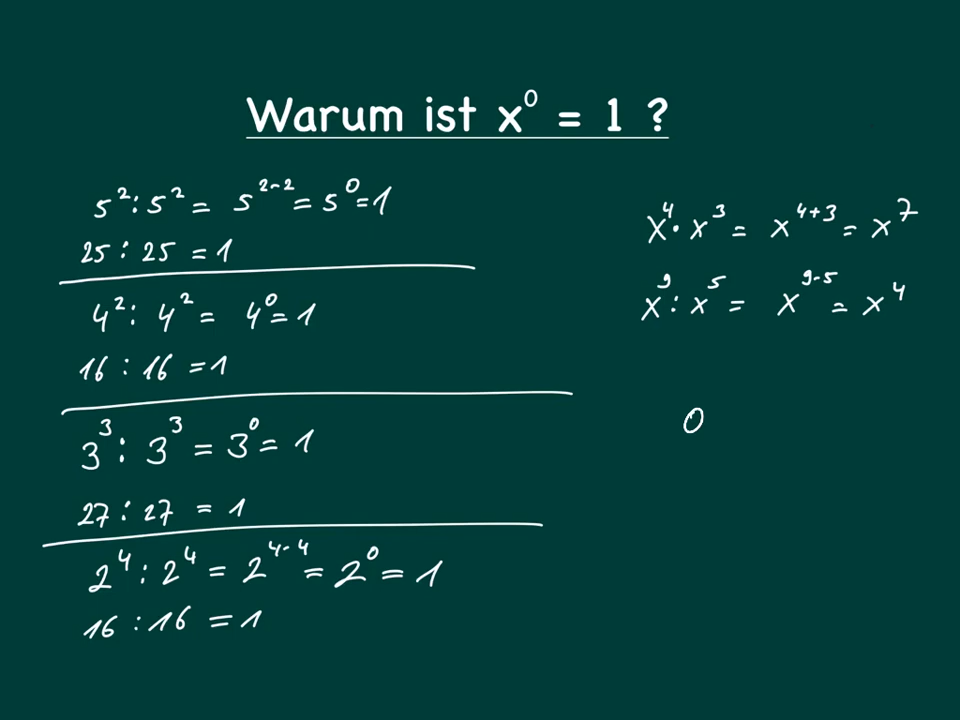 Warum ist x⁰ = 1 ?
5² : 5² = 5²⁻² = 5⁰ = 1
25 : 25 = 1
4² : 4² = 4⁰ = 1
16 : 16 = 1
3³ : 3³ = 3⁰ = 1
27 : 27 = 1
2⁴ : 2⁴ = 2⁴⁻⁴ = 2⁰ = 1
16 : 16 = 1
x⁴ · x³ = x⁴⁺³ = x⁷
x⁹ : x⁵ = x⁹⁻⁵ = x⁴
0